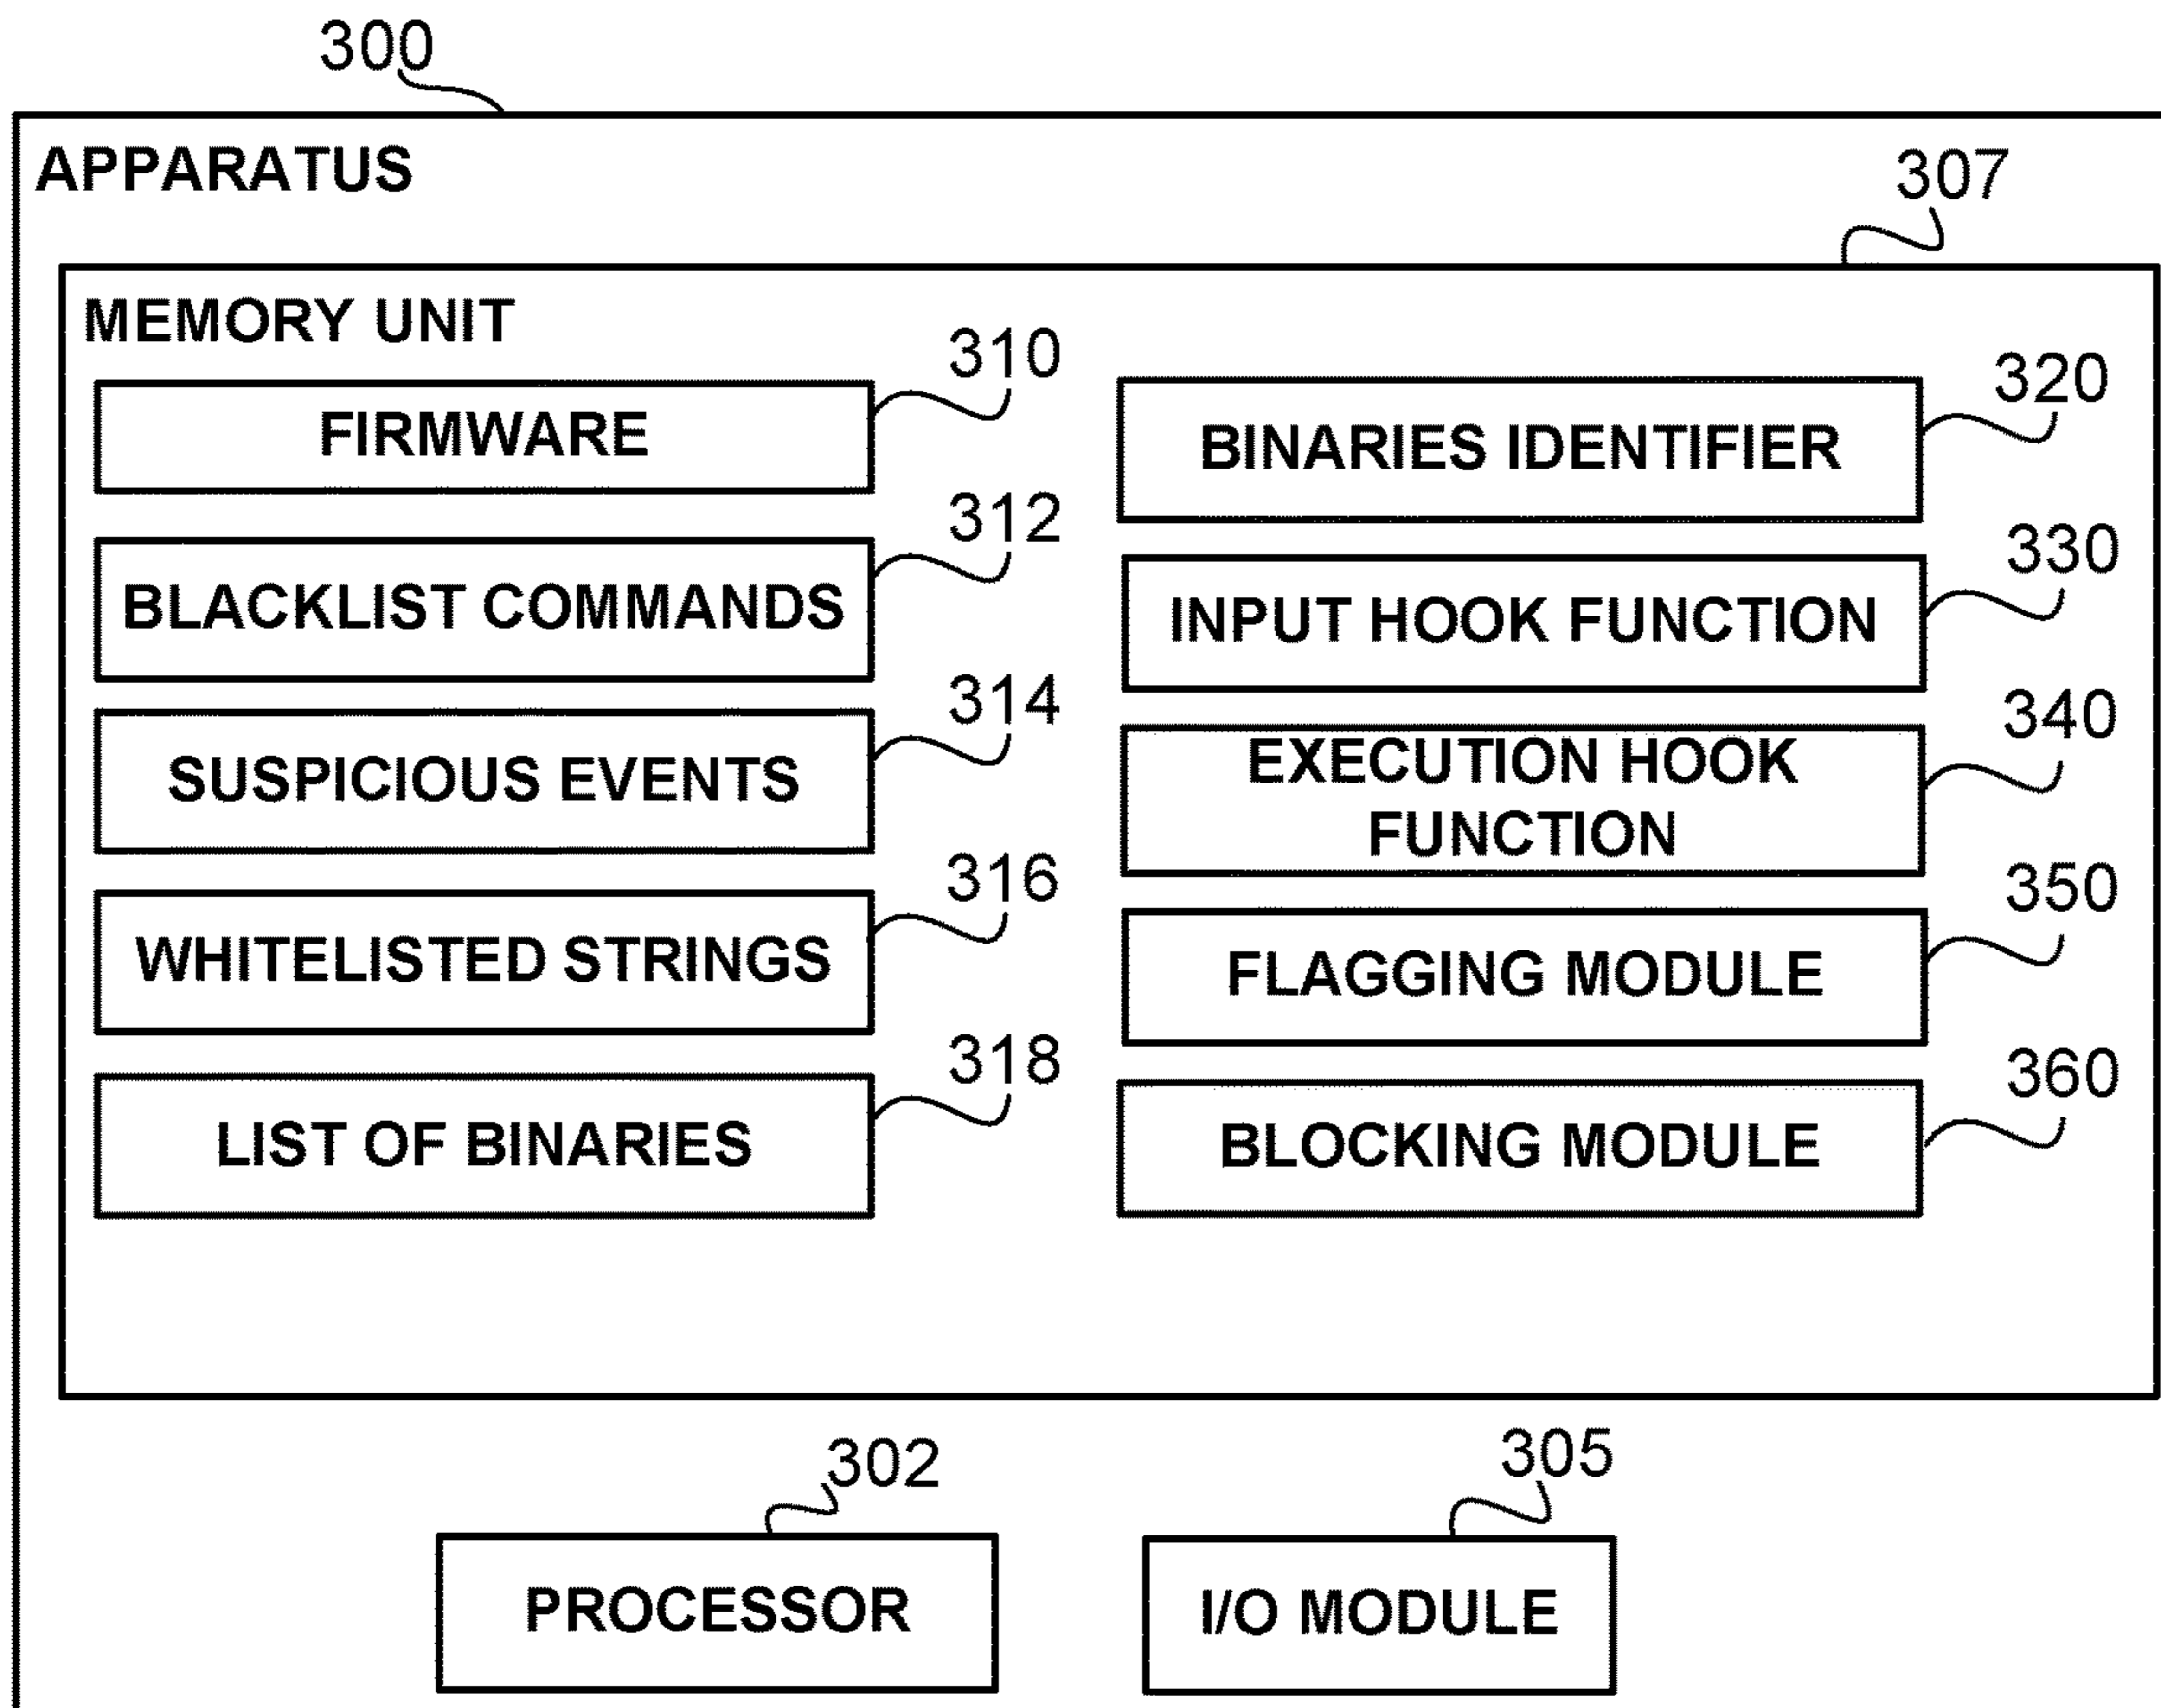 300
APPARATUS
307
MEMORY UNIT
310
FIRMWARE
320
BINARIES IDENTIFIER
312
BLACKLIST COMMANDS
330
INPUT HOOK FUNCTION
314
SUSPICIOUS EVENTS
340
EXECUTION HOOK
FUNCTION
316
WHITELISTED STRINGS
350
FLAGGING MODULE
318
LIST OF BINARIES
360
BLOCKING MODULE
302
PROCESSOR
305
I/O MODULE